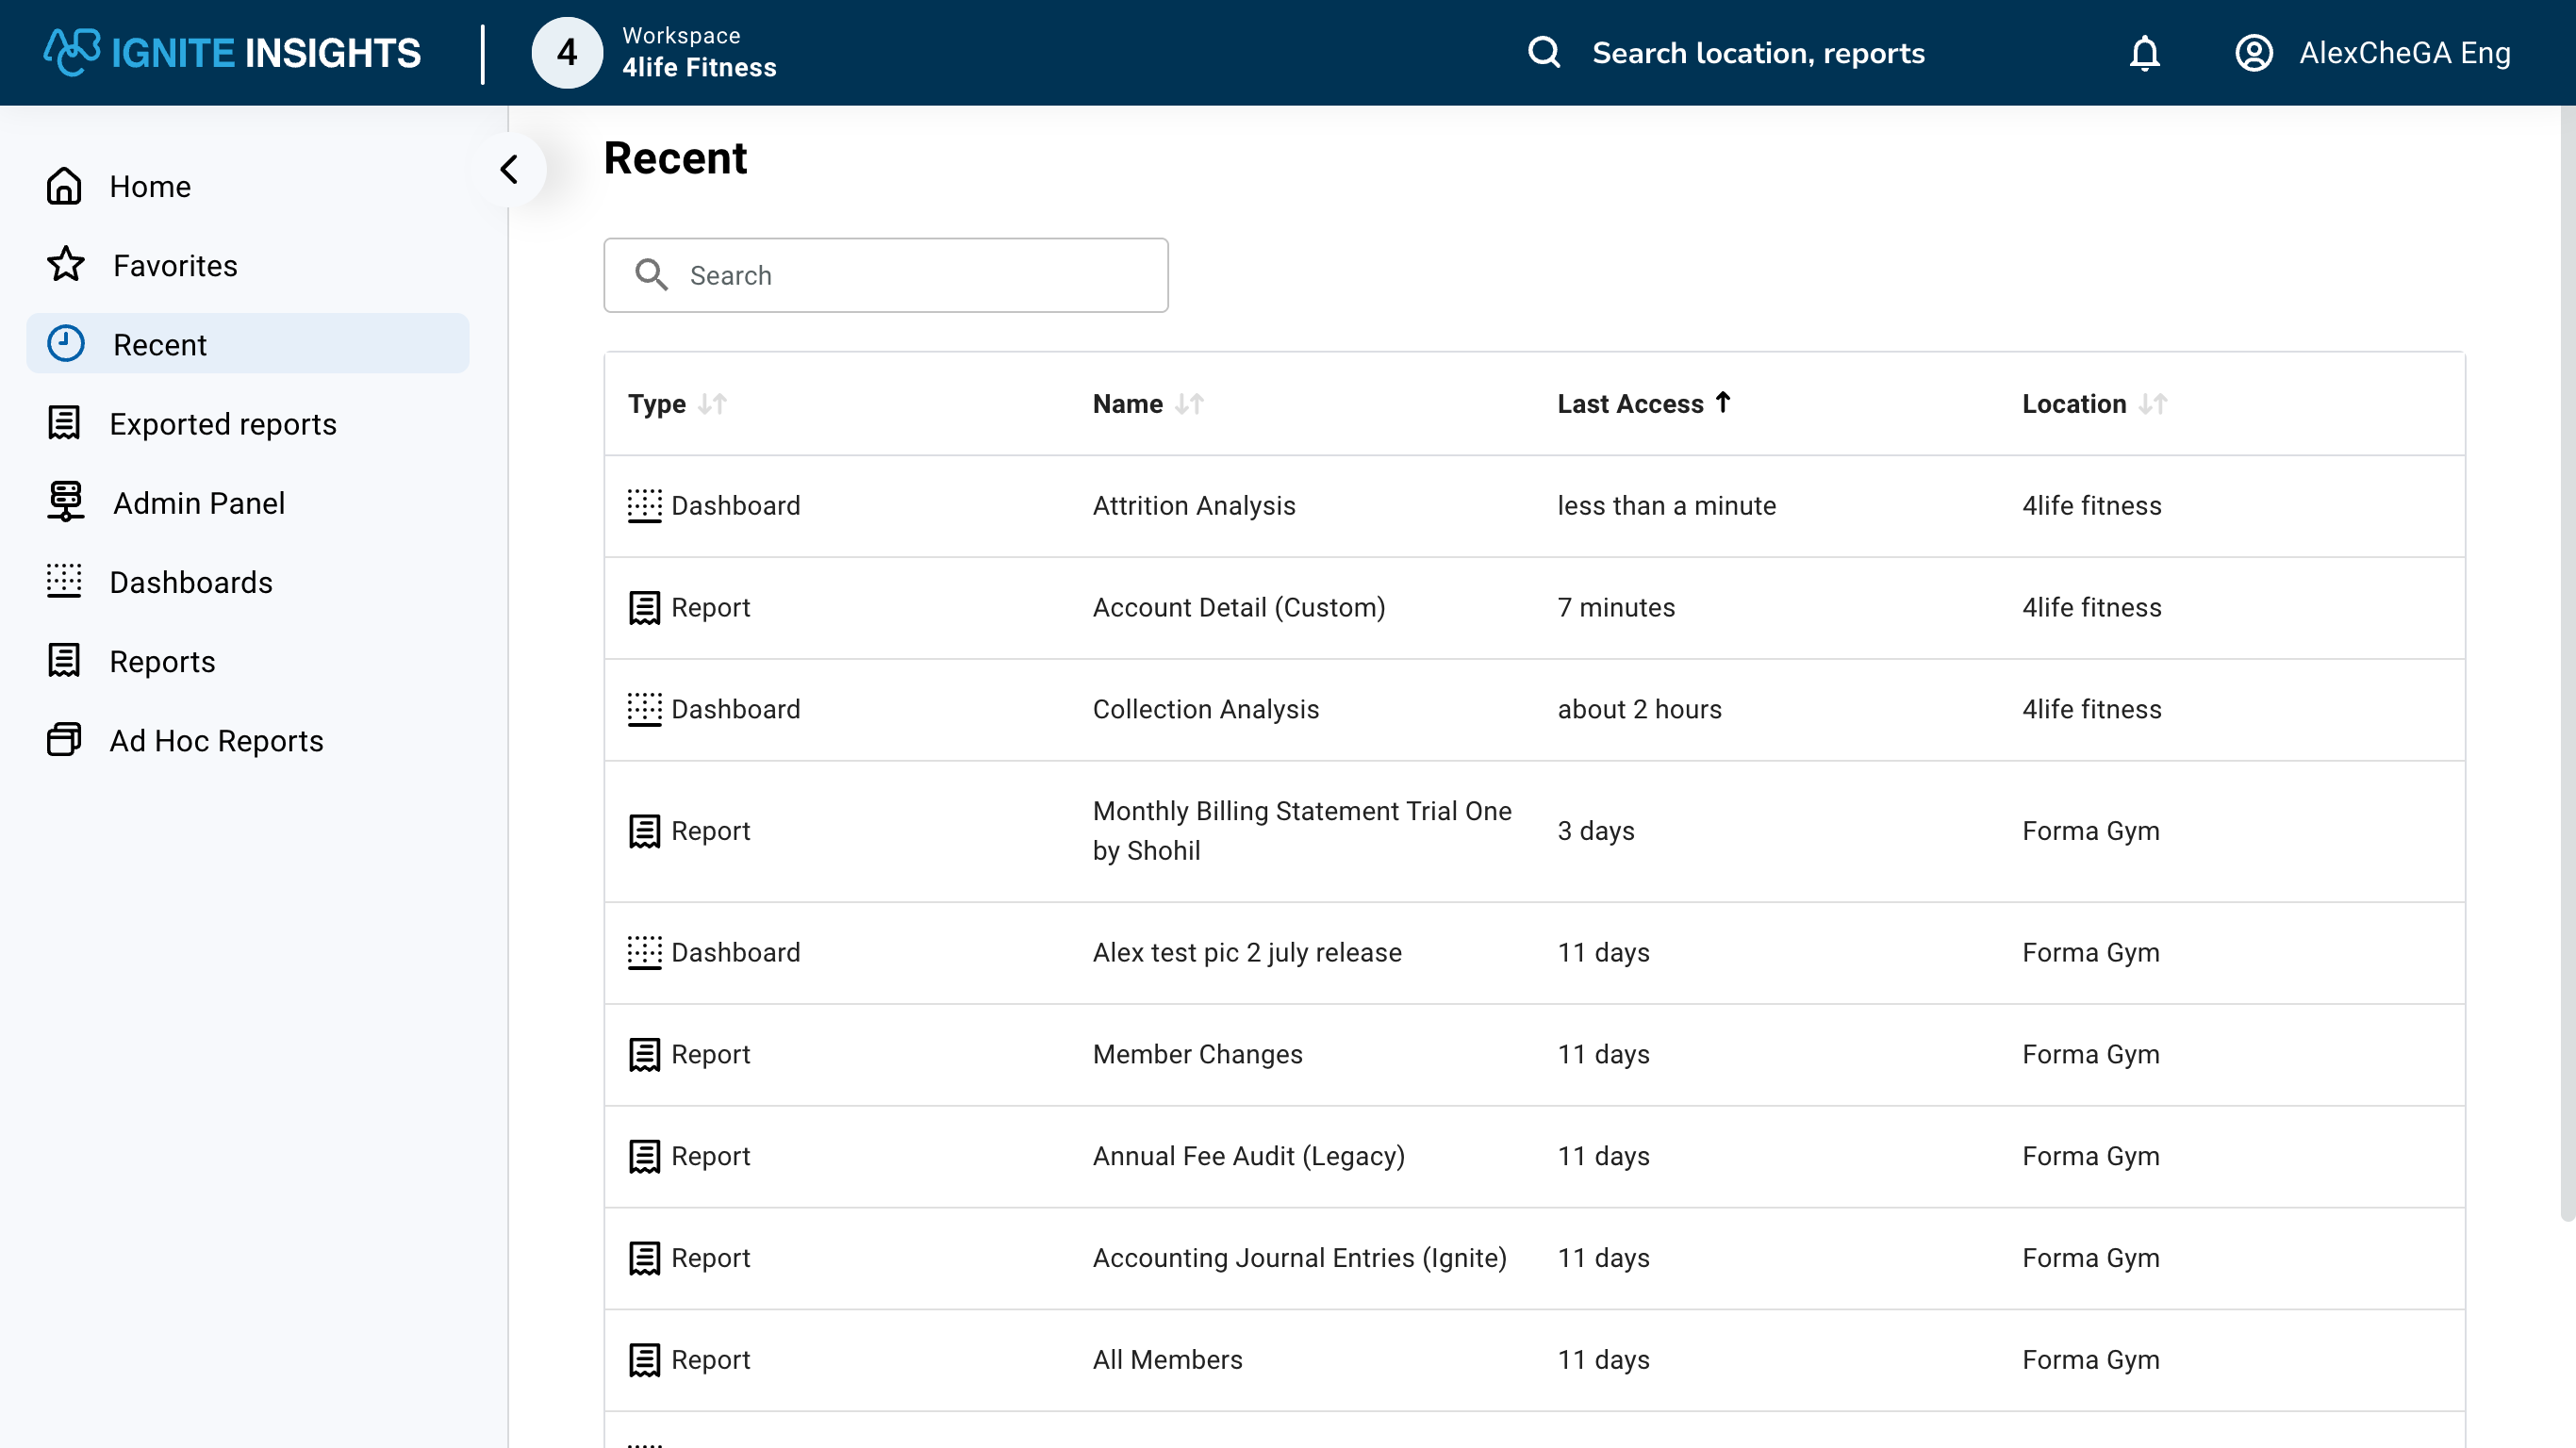 IGNITE INSIGHTS
4
Workspace
4life Fitness
Search location, reports
AlexCheGA Eng
Home
Favorites
Recent
Exported reports
Admin Panel
Dashboards
Reports
Ad Hoc Reports
Recent
Search
Type Name Last Access Location
Dashboard Attrition Analysis less than a minute 4life fitness
Report Account Detail (Custom) 7 minutes 4life fitness
Dashboard Collection Analysis about 2 hours 4life fitness
Report Monthly Billing Statement Trial One 3 days Forma Gym
by Shohil
Dashboard Alex test pic 2 july release 11 days Forma Gym
Report Member Changes 11 days Forma Gym
Report Annual Fee Audit (Legacy) 11 days Forma Gym
Report Accounting Journal Entries (Ignite) 11 days Forma Gym
Report All Members 11 days Forma Gym